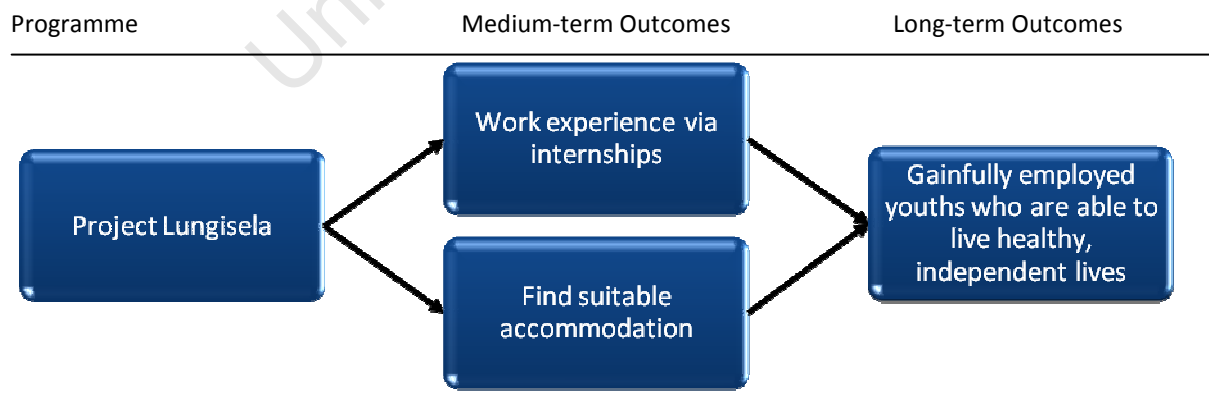 Programme
Medium-term Outcomes
Long-term Outcomes
Project Lungisela
Work experience via
internships
Find suitable
accommodation
Gainfully employed
youths who are able to
live healthy,
independent lives